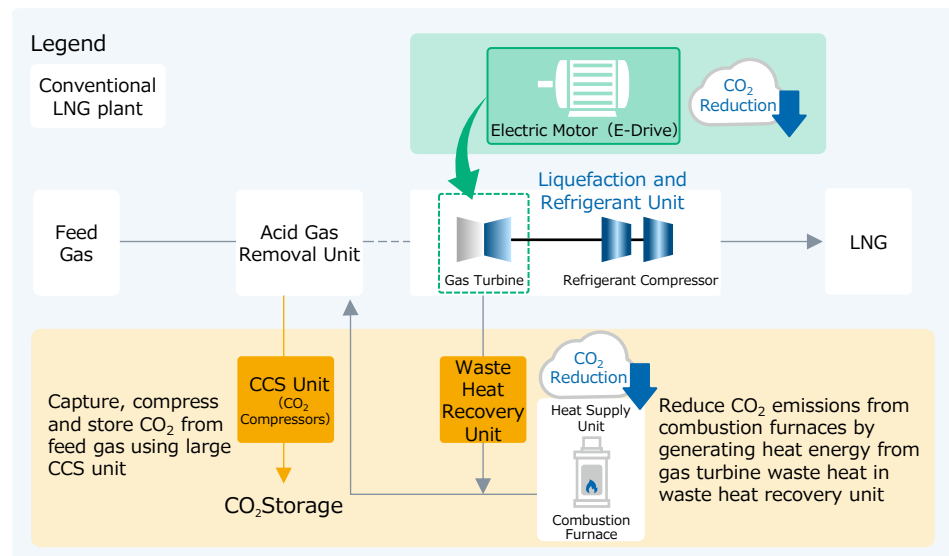 Legend
Conventional
LNG plant
CO₂
Reduction
Electric Motor（E-Drive）
Liquefaction and
Refrigerant Unit
Feed
Gas
Acid Gas
Removal Unit
Gas Turbine
Refrigerant Compressor
LNG
Capture, compress
and store CO₂ from
feed gas using large
CCS unit
CCS Unit
（CO₂
Compressors）
CO₂Storage
Waste
Heat
Recovery
Unit
CO₂
Reduction
Heat Supply
Unit
Combustion
Furnace
Reduce CO₂ emissions from
combustion furnaces by
generating heat energy from
gas turbine waste heat in
waste heat recovery unit